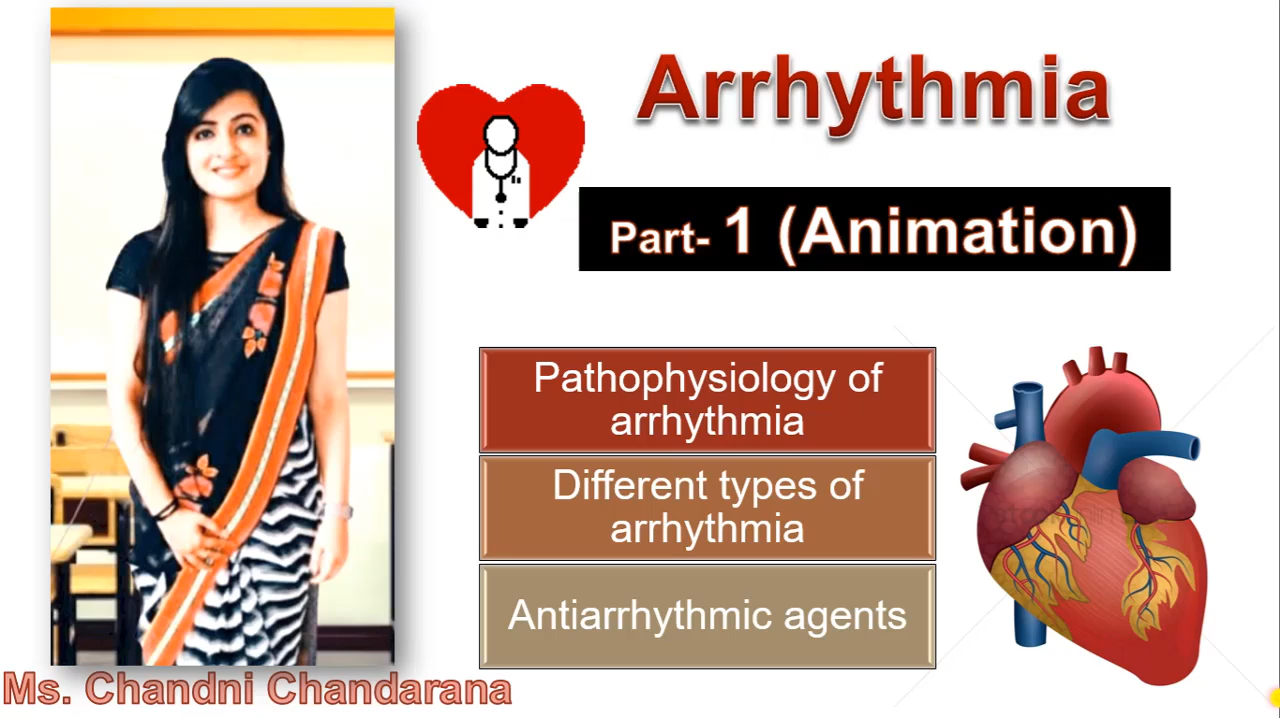 Arrhythmia
Part- 1 (Animation)
Pathophysiology of
arrhythmia
Different types of
arrhythmia
Antiarrhythmic agents
Ms. Chandni Chandarana